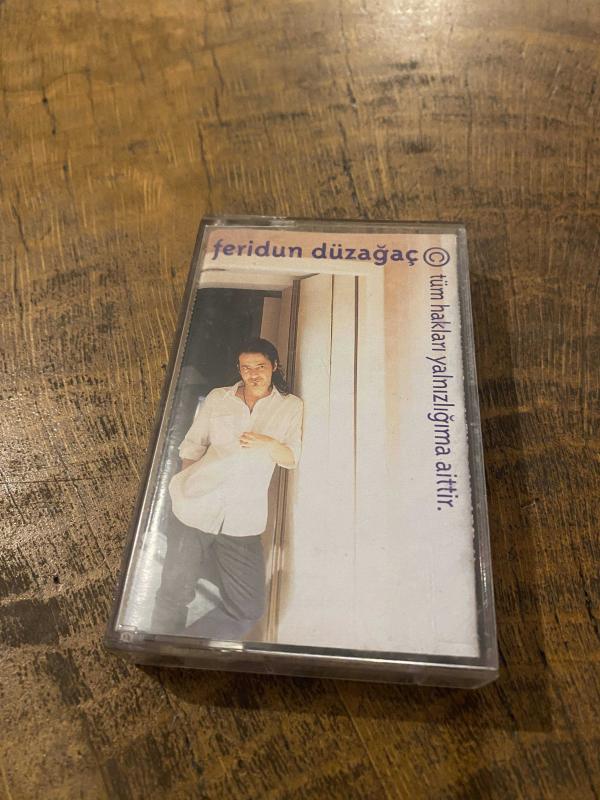 feridun düzağaç ©
tüm hakları yalnızlığıma aittir.